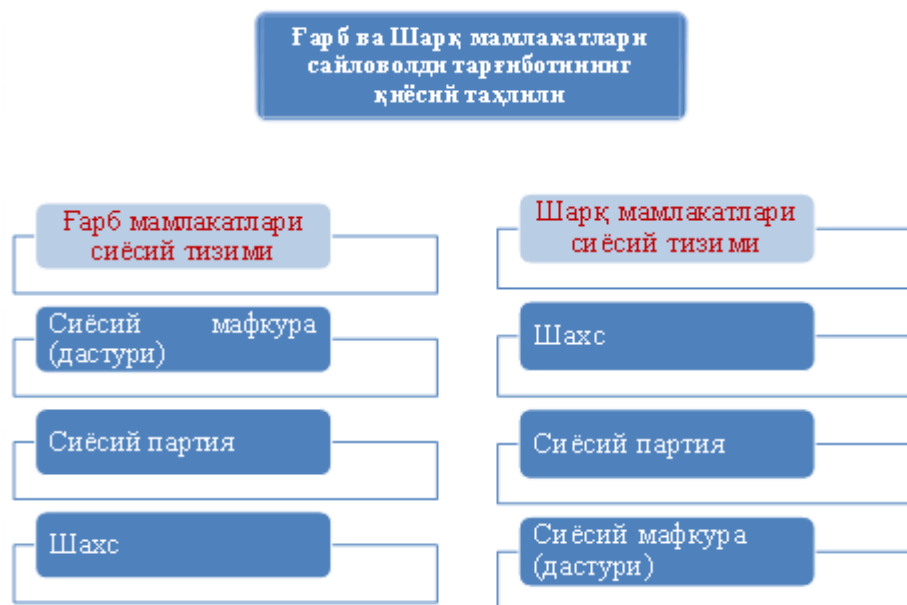 Ғарб ва Шарқ мамлакатлари
сайловолди тарғиботининг
қиёсий таҳлили
Ғарб мамлакатлари
сиёсий тизими
Сиёсий мафкура
(дастури)
Сиёсий партия
Шахс
Шарқ мамлакатлари
сиёсий тизими
Шахс
Сиёсий партия
Сиёсий мафкура
(дастури)